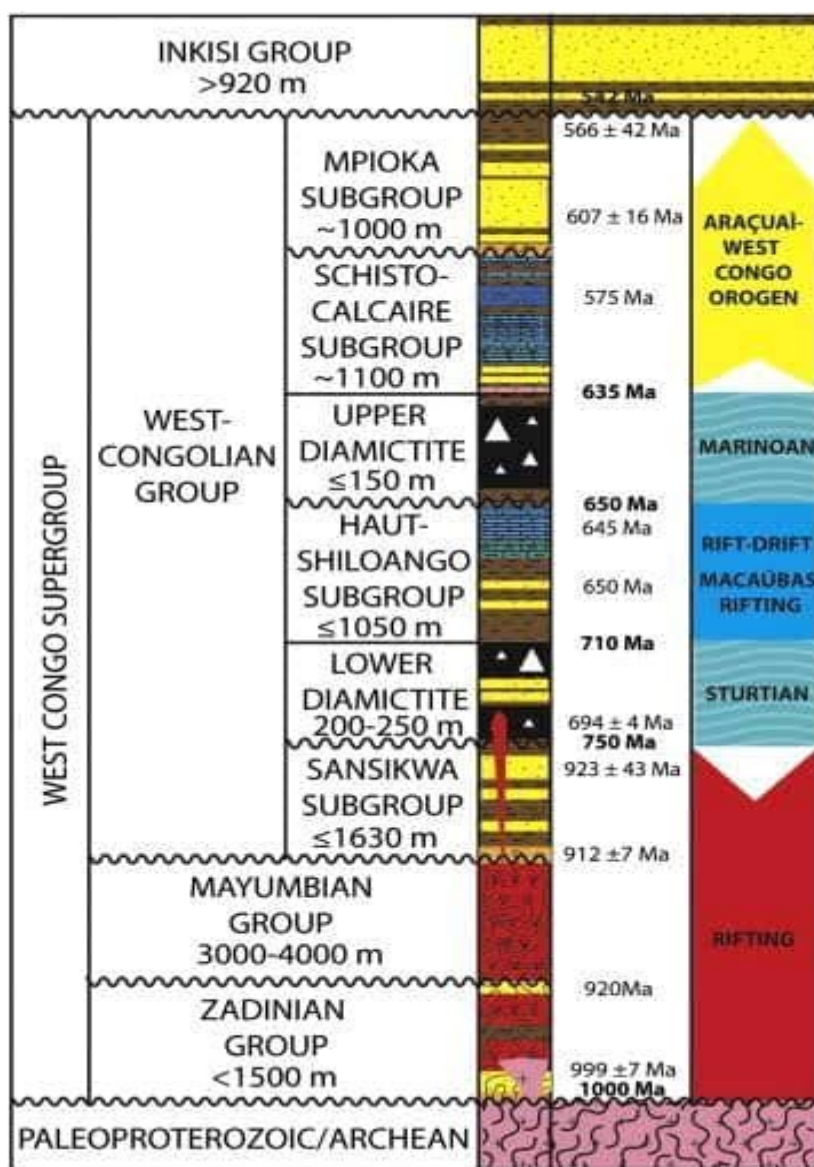 INKISI GROUP
>920 m
542 Ma
566 ± 42 Ma
MPIOKA
SUBGROUP
~1000 m
607 ± 16 Ma
ARAÇUAÍ-
WEST
CONGO
OROGEN
SCHISTO-
CALCAIRE
SUBGROUP
~1100 m
575 Ma
635 Ma
WEST CONGO SUPERGROUP
WEST-
CONGOLIAN
GROUP
UPPER
DIAMICTITE
≤150 m
MARINOAN
650 Ma
HAUT-
SHILOANGO
SUBGROUP
≤1050 m
645 Ma
650 Ma
RIFT-DRIFT
MACAÚBAS
RIFTING
710 Ma
LOWER
DIAMICTITE
200-250 m
694 ± 4 Ma
STURTIAN
750 Ma
SANSIKWA
SUBGROUP
≤1630 m
923 ± 43 Ma
912 ±7 Ma
MAYUMBIAN
GROUP
3000-4000 m
RIFTING
920Ma
ZADINIAN
GROUP
<1500 m
999 ±7 Ma
1000 Ma
PALEOPROTEROZOIC/ARCHEAN